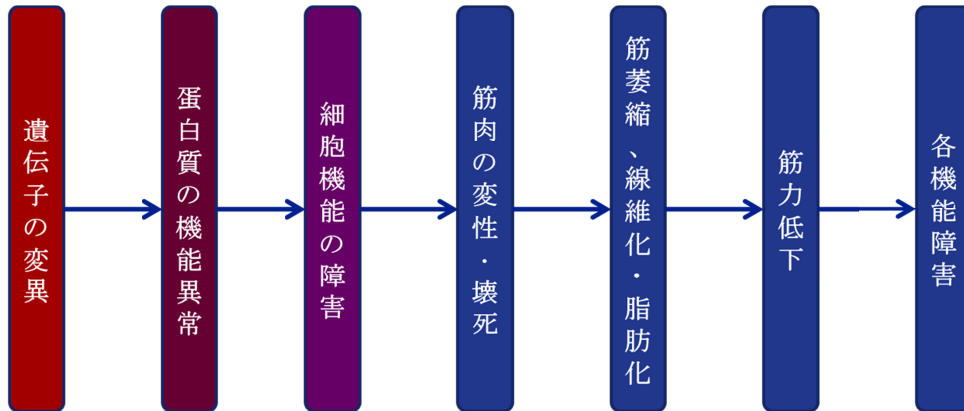 遺伝子の変異
蛋白質の機能異常
細胞機能の障害
筋肉の変性・壊死
筋萎縮、線維化・脂肪化
筋力低下
各機能障害